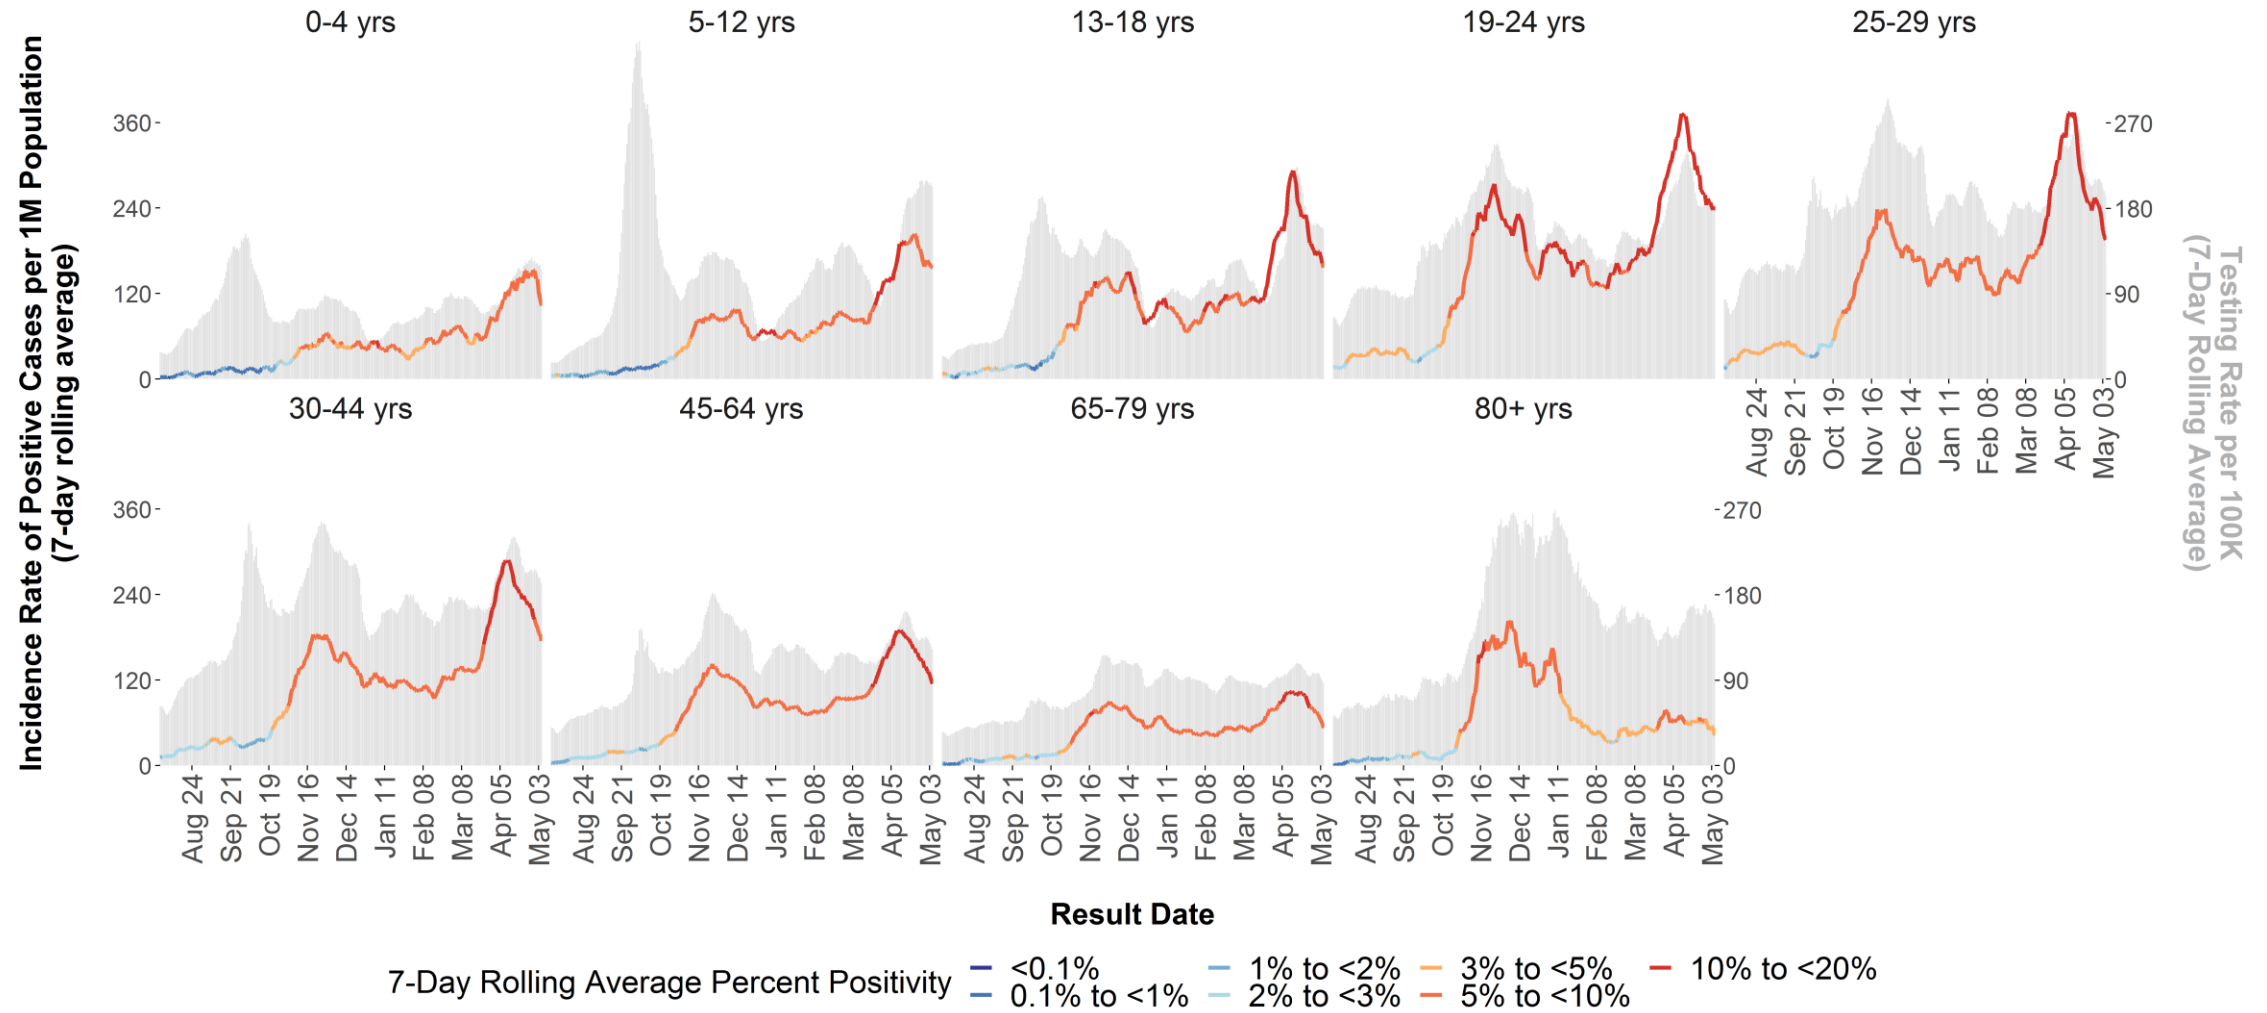 0-4 yrs
5-12 yrs
13-18 yrs
19-24 yrs
25-29 yrs
Incidence Rate of Positive Cases per 1M Population
(7-day rolling average)
360
240
120
0
270
180
90
0
Aug 24
Sep 21
Oct 19
Nov 16
Dec 14
Jan 11
Feb 08
Mar 08
Apr 05
May 03
Testing Rate per 100K
(7-Day Rolling Average)
30-44 yrs
45-64 yrs
65-79 yrs
80+ yrs
360
240
120
0
270
180
90
0
Aug 24
Sep 21
Oct 19
Nov 16
Dec 14
Jan 11
Feb 08
Mar 08
Apr 05
May 03
Aug 24
Sep 21
Oct 19
Nov 16
Dec 14
Jan 11
Feb 08
Mar 08
Apr 05
May 03
Aug 24
Sep 21
Oct 19
Nov 16
Dec 14
Jan 11
Feb 08
Mar 08
Apr 05
May 03
Aug 24
Sep 21
Oct 19
Nov 16
Dec 14
Jan 11
Feb 08
Mar 08
Apr 05
May 03
Result Date
7-Day Rolling Average Percent Positivity
<0.1%
0.1% to <1%
1% to <2%
2% to <3%
3% to <5%
5% to <10%
10% to <20%